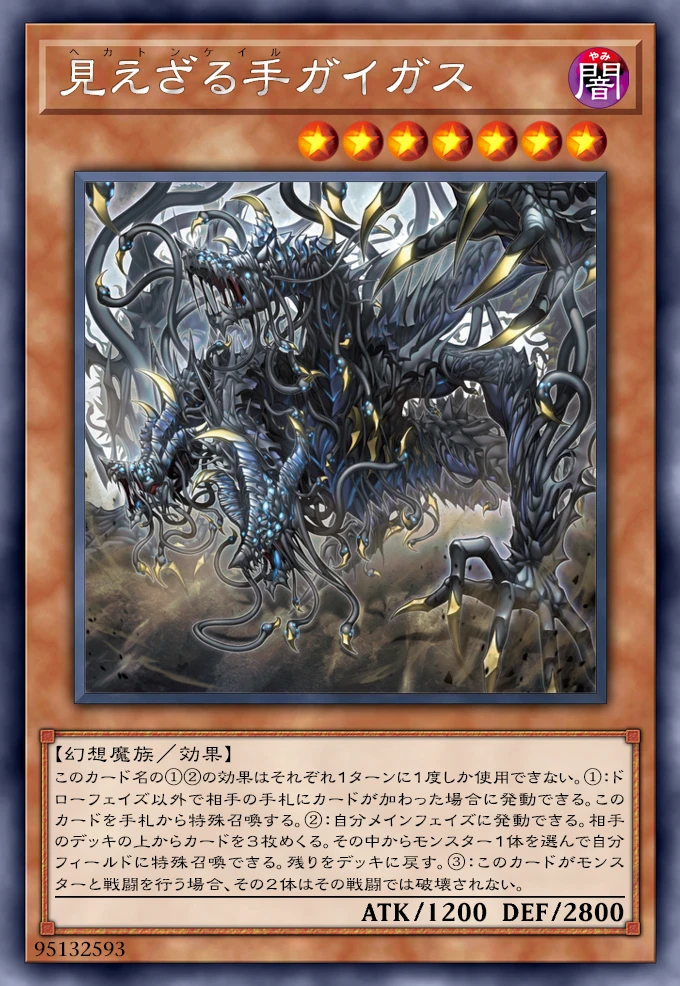 ヘカトンケイル
見えざる手ガイガス
やみ
闇
【幻想魔族／効果】
このカード名の①②の効果はそれぞれ1ターンに1度しか使用できない。①：ド
ローフェイズ以外で相手の手札にカードが加わった場合に発動できる。この
カードを手札から特殊召喚する。②：自分メインフェイズに発動できる。相手
のデッキの上からカードを3枚めくる。その中からモンスター1体を選んで自分
フィールドに特殊召喚できる。残りをデッキに戻す。③：このカードがモンス
ターと戦闘を行う場合、その2体はその戦闘では破壊されない。
ATK/1200 DEF/2800
95132593